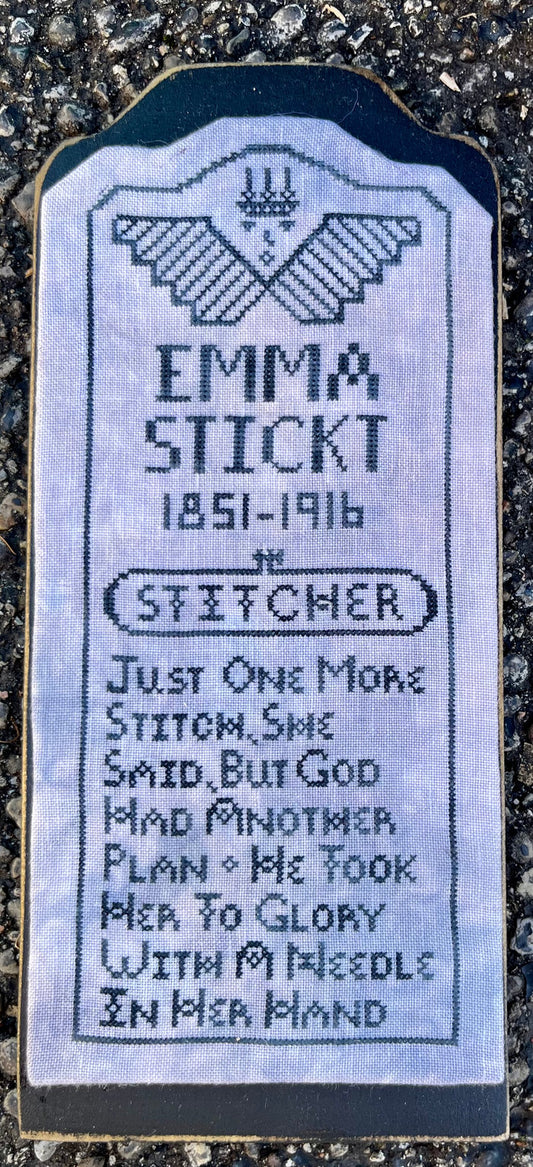 EMMA
STICKT
1851-1916
STITCHER
Just One More
Stitch, She
Said, But God
Had Another
Plan • He Took
Her To Glory
With A Needle
In Her Hand